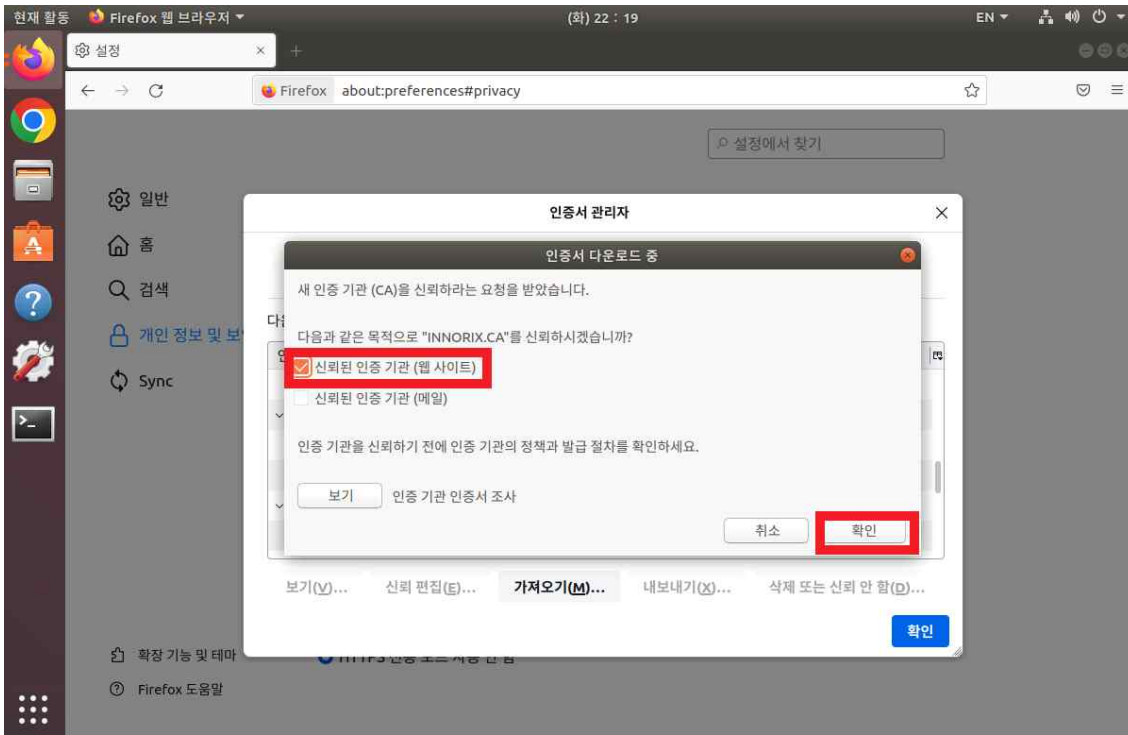 현재 활동 Firefox 웹 브라우저 (화) 22 : 19 EN
설정
Firefox about:preferences#privacy
설정에서 찾기
일반
홈
검색
개인 정보 및 보
Sync
인증서 관리자
인증서 다운로드 중
새 인증 기관 (CA)을 신뢰하라는 요청을 받았습니다.
다음과 같은 목적으로 "INNORIX.CA"를 신뢰하시겠습니까?
신뢰된 인증 기관 (웹 사이트)
신뢰된 인증 기관 (메일)
인증 기관을 신뢰하기 전에 인증 기관의 정책과 발급 절차를 확인하세요.
보기 인증 기관 인증서 조사
취소 확인
보기(V)... 신뢰 편집(E)... 가져오기(M)... 내보내기(X)... 삭제 또는 신뢰 안 함(D)...
확인
확장 기능 및 테마
Firefox 도움말